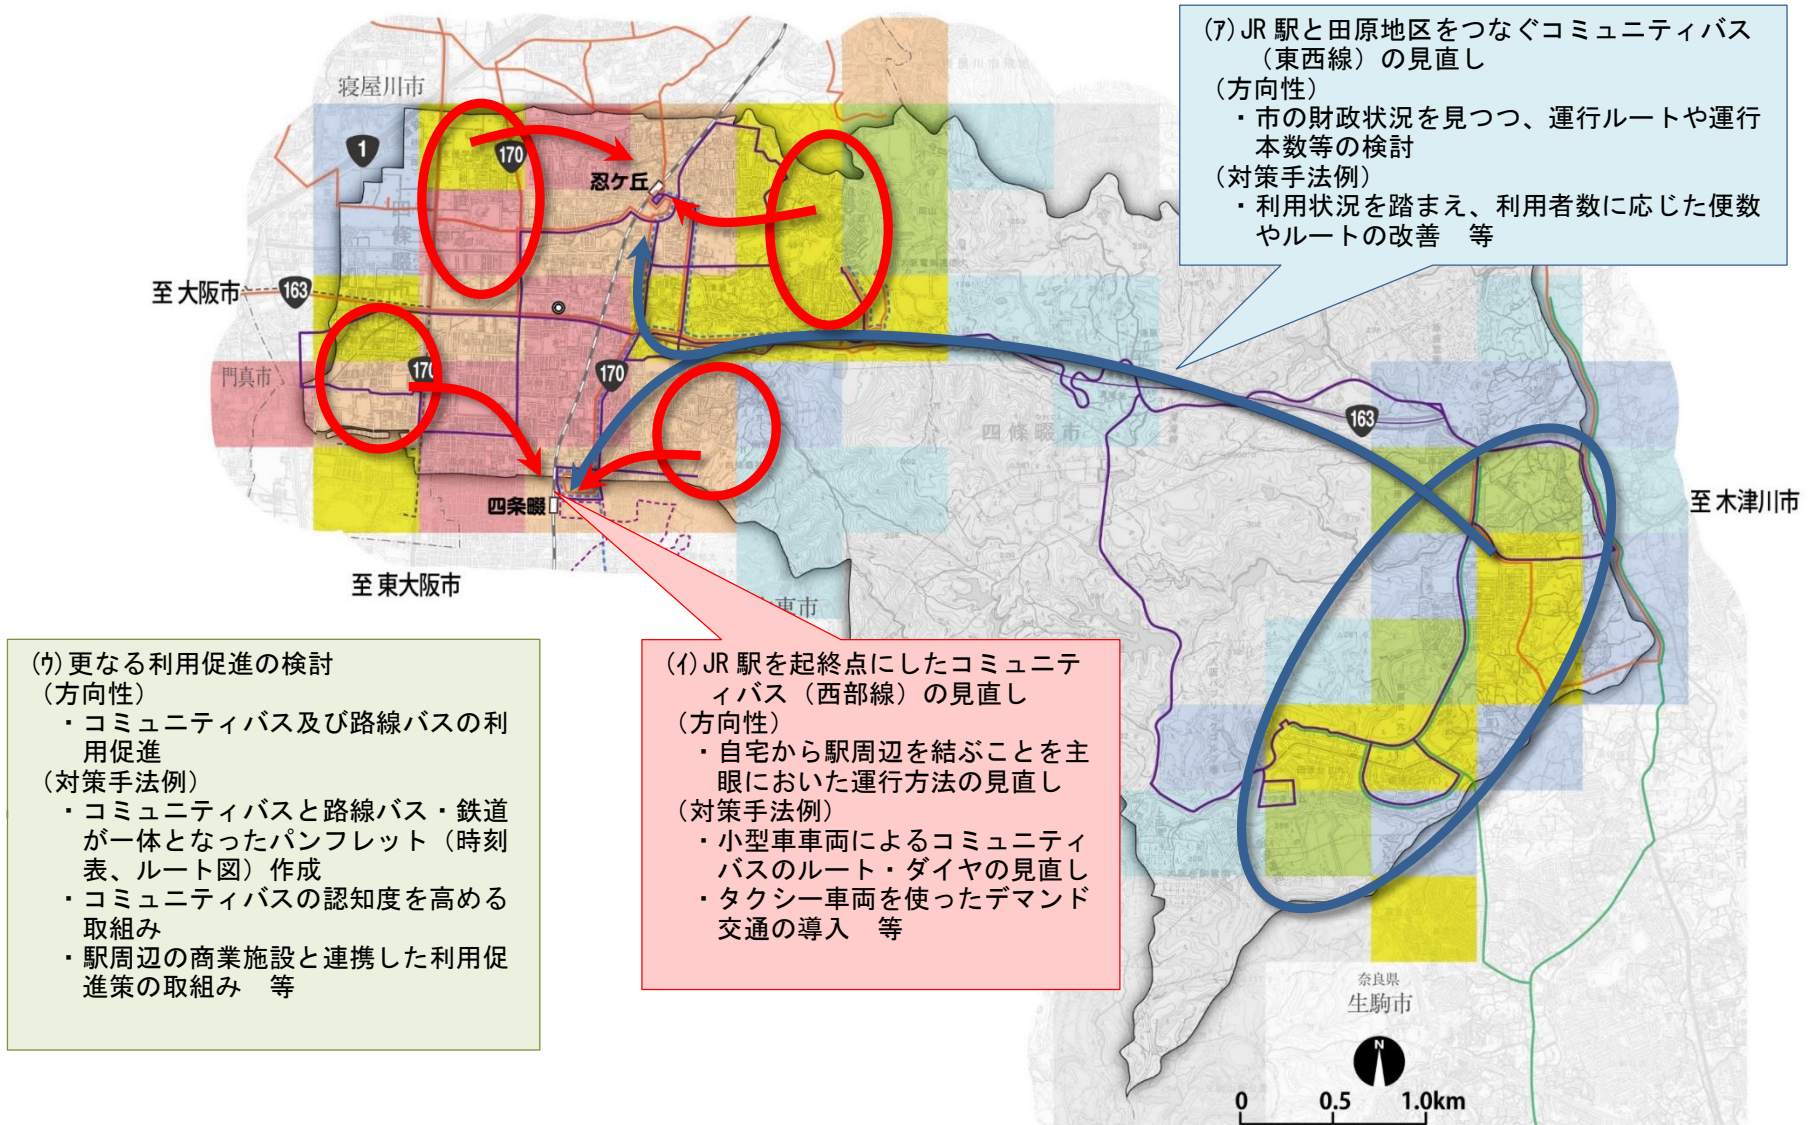 (ｱ) JR 駅と田原地区をつなぐコミュニティバス
（東西線）の見直し
（方向性）
・市の財政状況を見つつ、運行ルートや運行
本数等の検討
（対策手法例）
・利用状況を踏まえ、利用者数に応じた便数
やルートの改善　等
寝屋川市
1
170
忍ケ丘
至 大阪市
163
門真市
170
170
四條畷市
163
四条畷
至 木津川市
至 東大阪市
東市
(ｳ) 更なる利用促進の検討
（方向性）
・コミュニティバス及び路線バスの利
用促進
（対策手法例）
・コミュニティバスと路線バス・鉄道
が一体となったパンフレット（時刻
表、ルート図）作成
・コミュニティバスの認知度を高める
取組み
・駅周辺の商業施設と連携した利用促
進策の取組み　等
(ｲ) JR 駅を起終点にしたコミュニテ
ィバス（西部線）の見直し
（方向性）
・自宅から駅周辺を結ぶことを主
眼においた運行方法の見直し
（対策手法例）
・小型車車両によるコミュニティ
バスのルート・ダイヤの見直し
・タクシー車両を使ったデマンド
交通の導入　等
奈良県
生駒市
N
0 0.5 1.0km